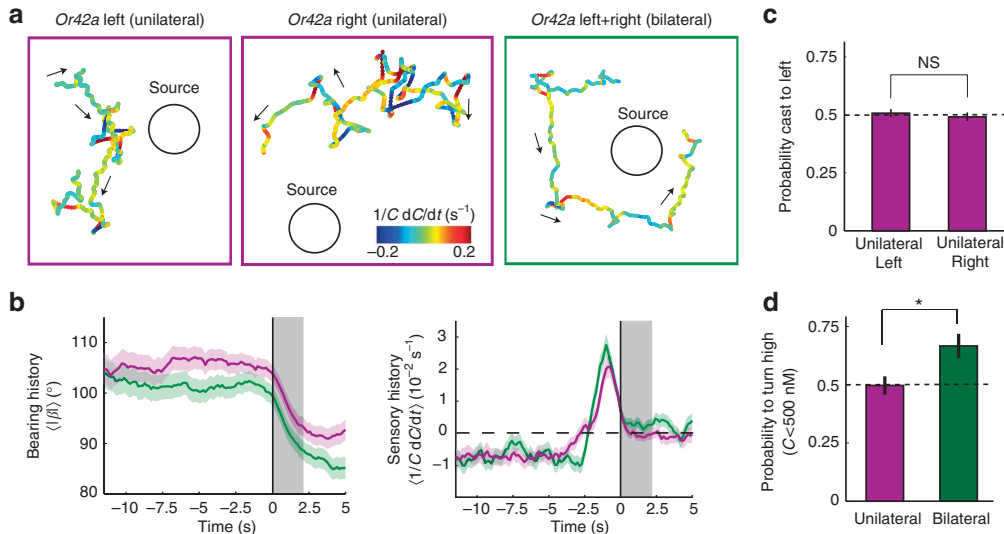 a
Or42a left (unilateral)
Or42a right (unilateral)
Or42a left+right (bilateral)
Source
Source
1/C dC/dt (s⁻¹)
−0.2
0.2
Source
b
Bearing history
⟨|β|⟩ (°)
110
100
90
80
−10
−7.5
−5
−2.5
0
2.5
5
Time (s)
Sensory history
⟨1/C dC/dt⟩ (10⁻² s⁻¹)
3
2
1
0
−1
−10
−7.5
−5
−2.5
0
2.5
5
Time (s)
c
Probability cast to left
0.75
0.5
0.25
0
NS
Unilateral
Left
Unilateral
Right
d
Probability to turn high
(C<500 nM)
0.75
0.5
0.25
0
*
Unilateral
Bilateral